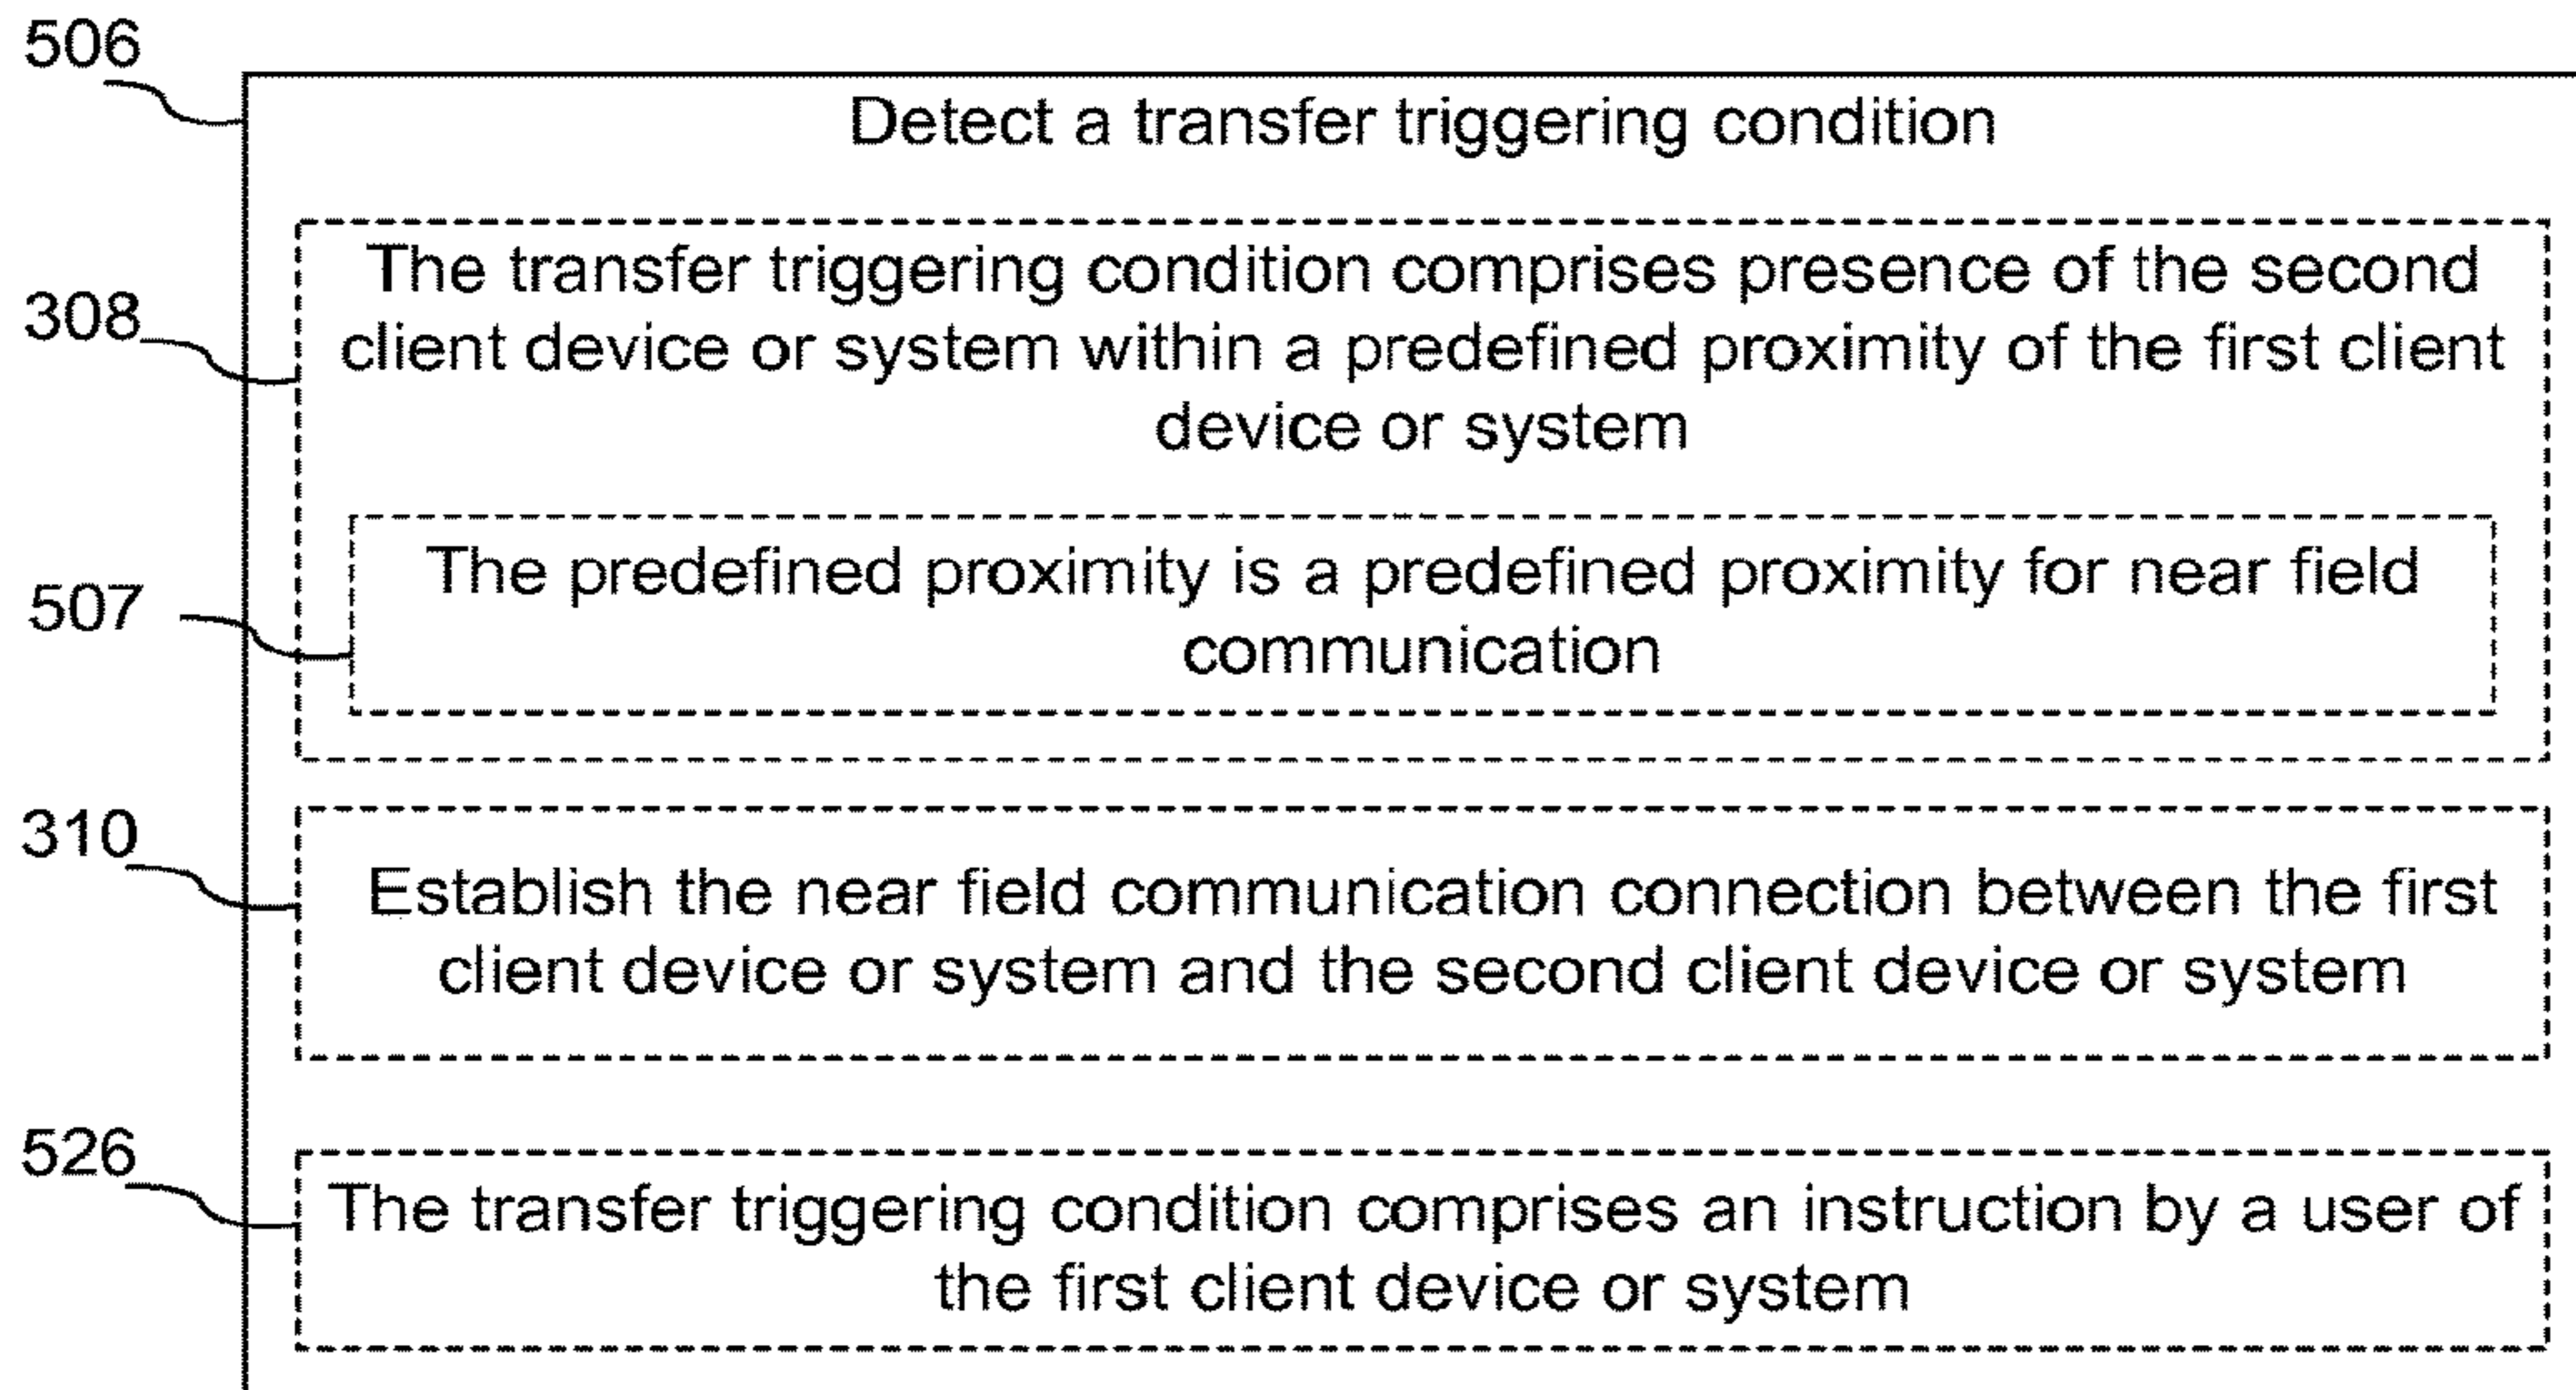 506
Detect a transfer triggering condition
308
The transfer triggering condition comprises presence of the second
client device or system within a predefined proximity of the first client
device or system
507
The predefined proximity is a predefined proximity for near field
communication
310
Establish the near field communication connection between the first
client device or system and the second client device or system
526
The transfer triggering condition comprises an instruction by a user of
the first client device or system